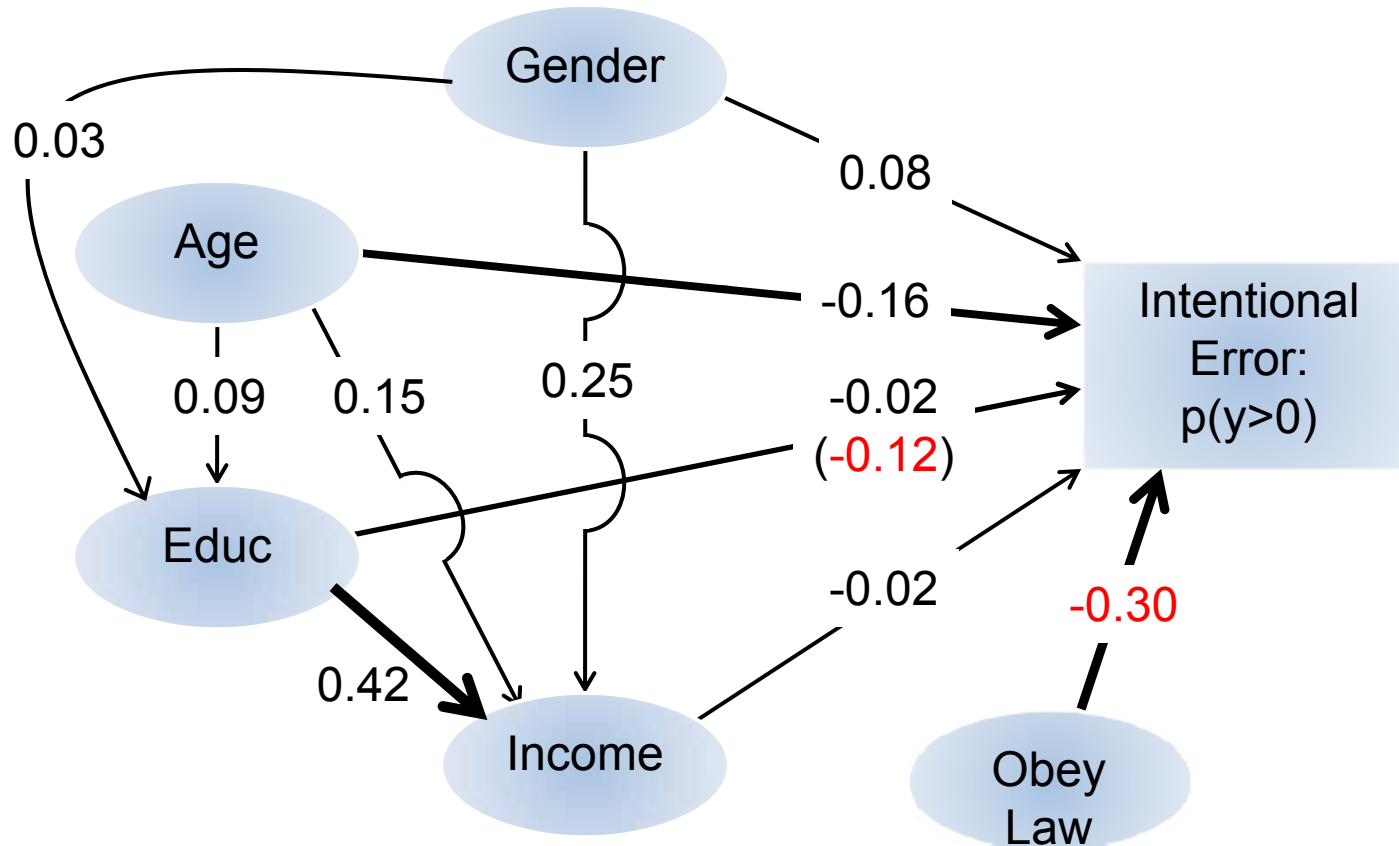 Gender
0.03
0.08
Age
-0.16
Intentional
Error:
p(y>0)
0.09
0.15
0.25
-0.02
(-0.12)
Educ
-0.02
-0.30
0.42
Income
Obey
Law